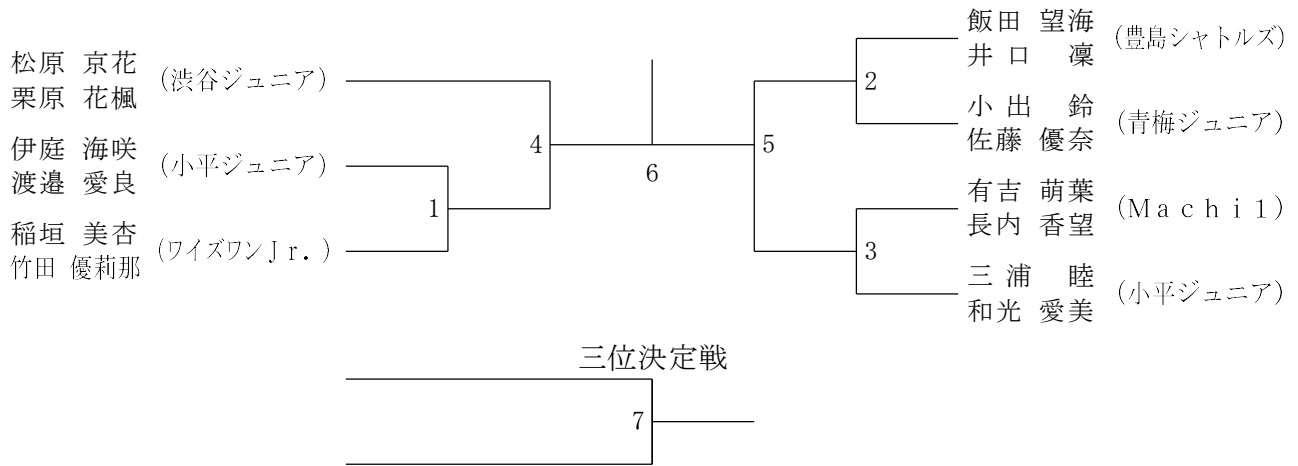 松原 京花
栗原 花楓
(渋谷ジュニア)
伊庭 海咲
渡邉 愛良
(小平ジュニア)
稲垣 美杏
竹田 優莉那
(ワイズワンJr.)
1
4
6
飯田 望海
井口 凜
(豊島シャトルズ)
2
小出 鈴
佐藤 優奈
(青梅ジュニア)
5
有吉 萌葉
長内 香望
(Machi1)
3
三浦 睦
和光 愛美
(小平ジュニア)
三位決定戦
7